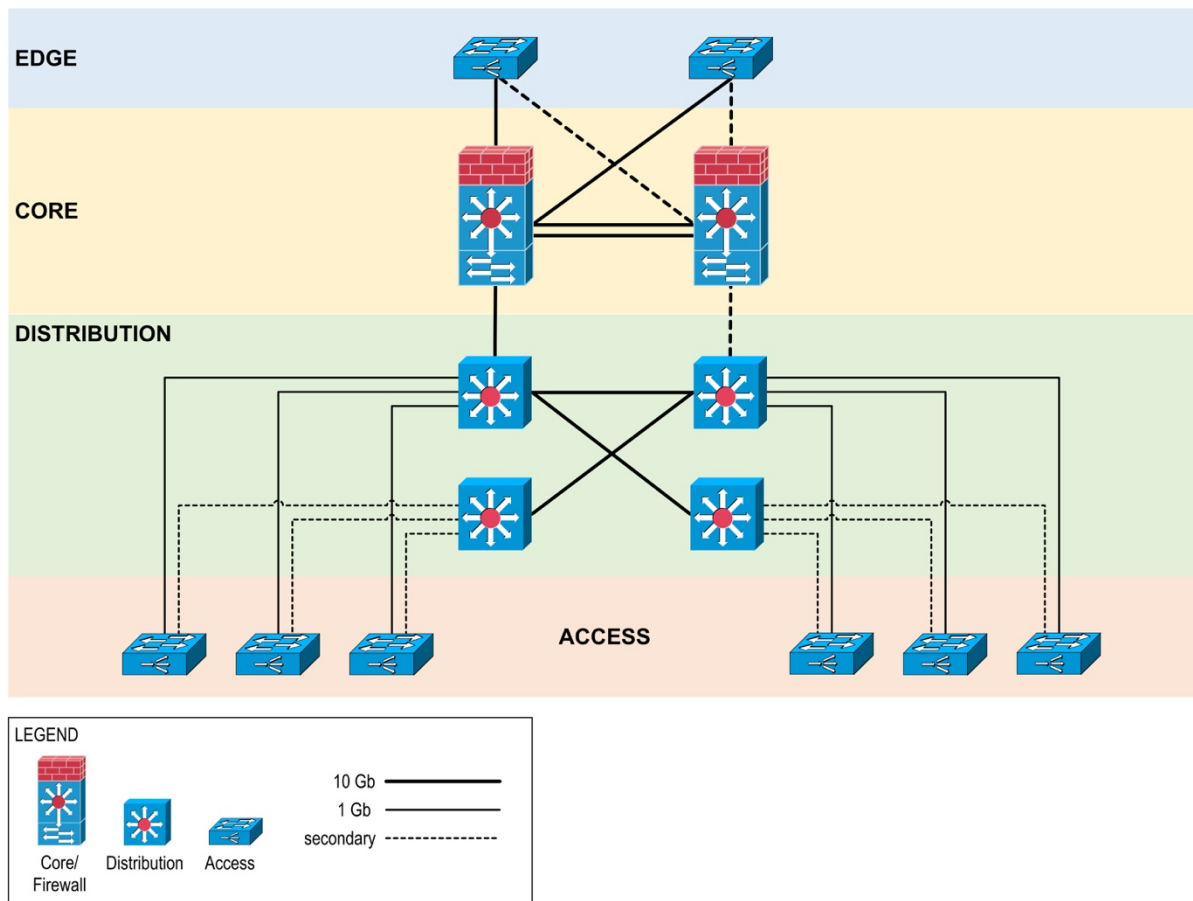 EDGE
CORE
DISTRIBUTION
ACCESS
LEGEND
10 Gb
1 Gb
secondary
Core/
Firewall
Distribution
Access